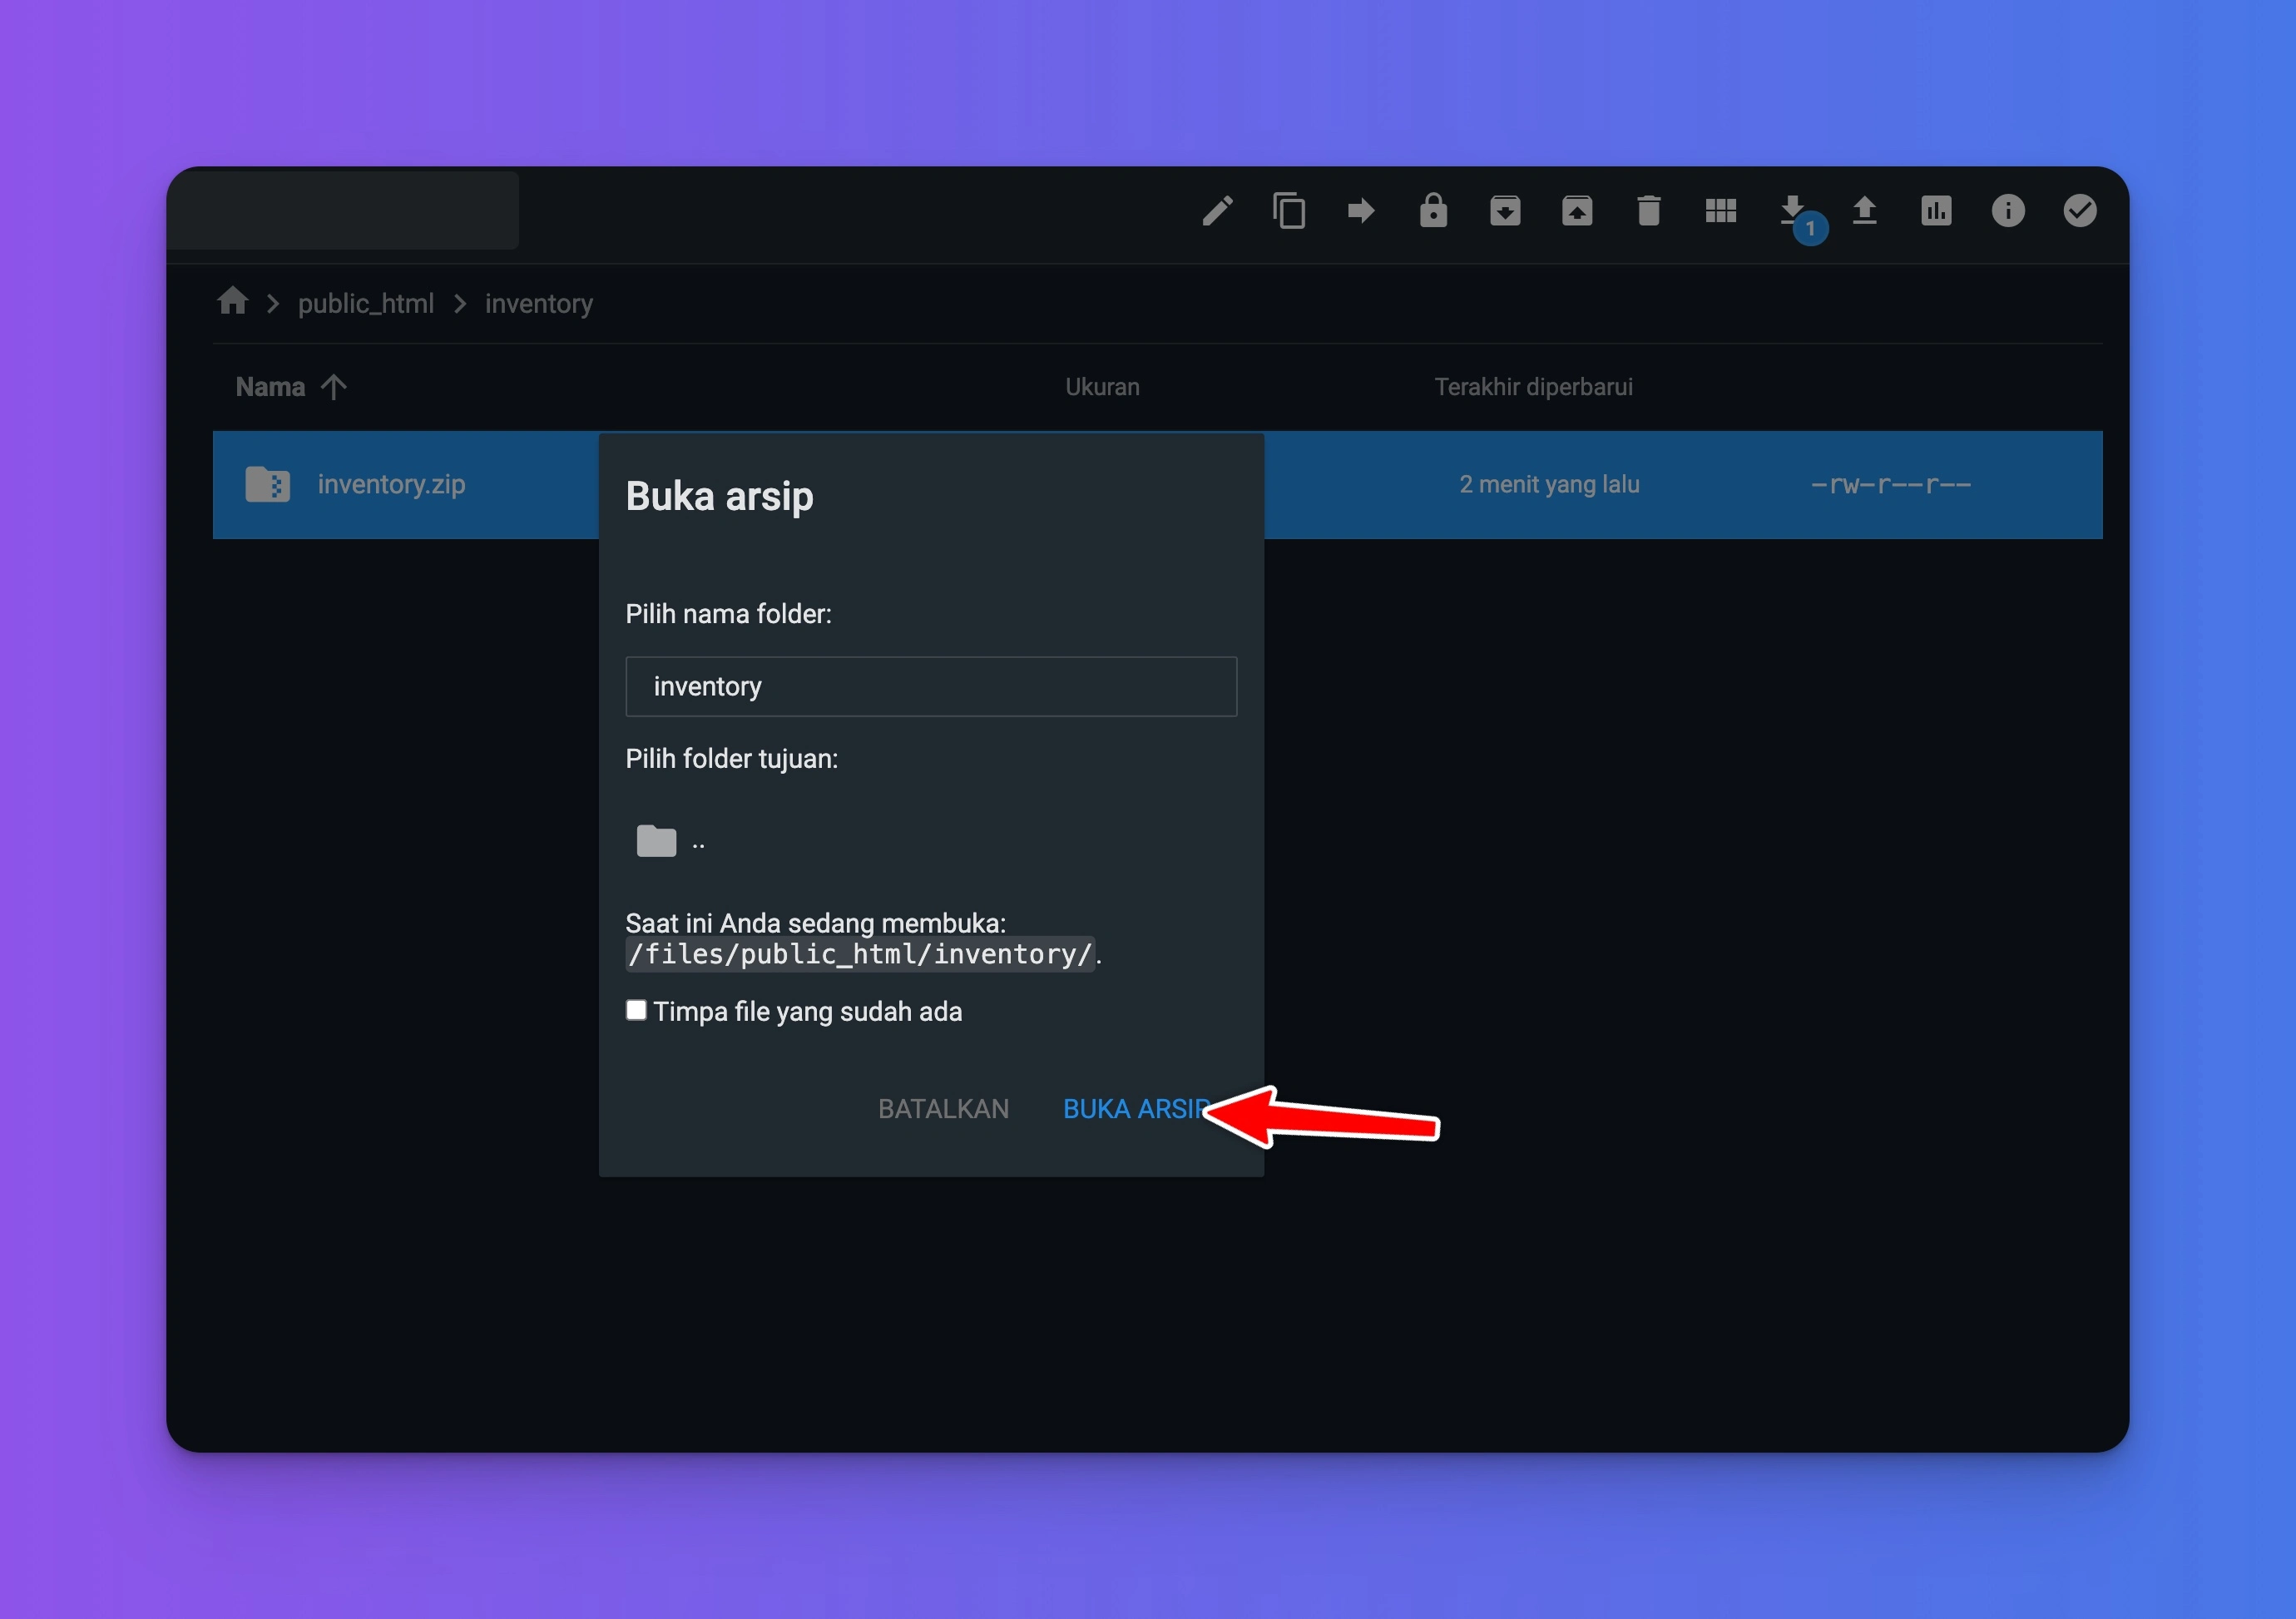 1
public_html > inventory
Nama Ukuran Terakhir diperbarui
inventory.zip 2 menit yang lalu -rw-r--r--
Buka arsip
Pilih nama folder:
inventory
Pilih folder tujuan:
..
Saat ini Anda sedang membuka:
/files/public_html/inventory/.
Timpa file yang sudah ada
BATALKAN BUKA ARSIP